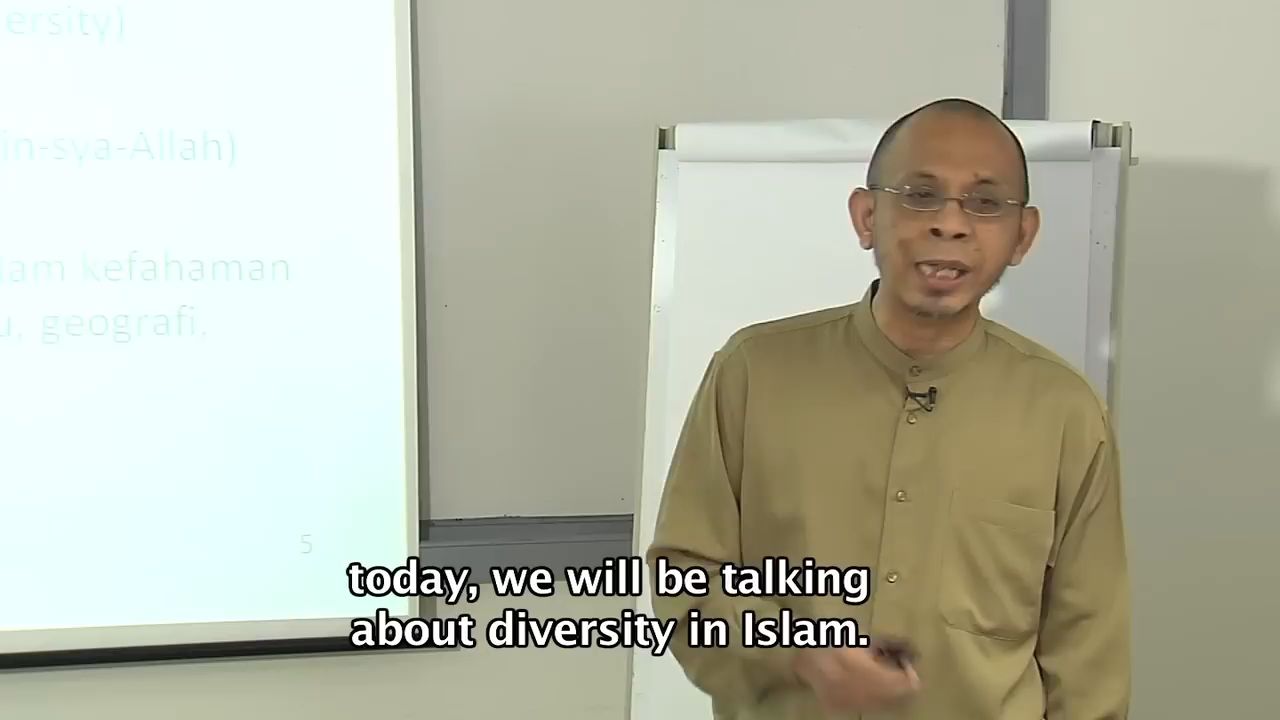 ersity)
in-sya-Allah)
lam kefahaman
u, geografi,
5
today, we will be talking
about diversity in Islam.